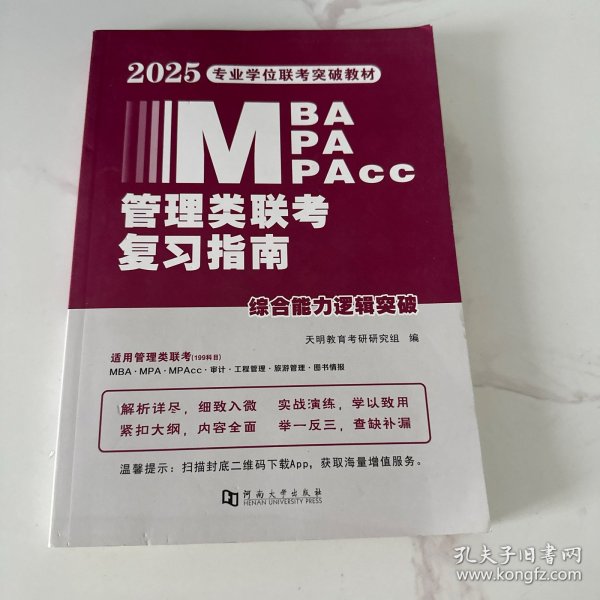 2025 专业学位联考突破教材
MBA
MPA
MPAcc
管理类联考
复习指南
综合能力逻辑突破
天明教育考研研究组 编
适用管理类联考(199科目)
MBA·MPA·MPAcc·审计·工程管理·旅游管理·图书情报
解析详尽，细致入微 实战演练，学以致用
紧扣大纲，内容全面 举一反三，查缺补漏
温馨提示：扫描封底二维码下载App，获取海量增值服务。
河南大学出版社
HENAN UNIVERSITY PRESS
孔夫子旧书网
www.kongfz.com